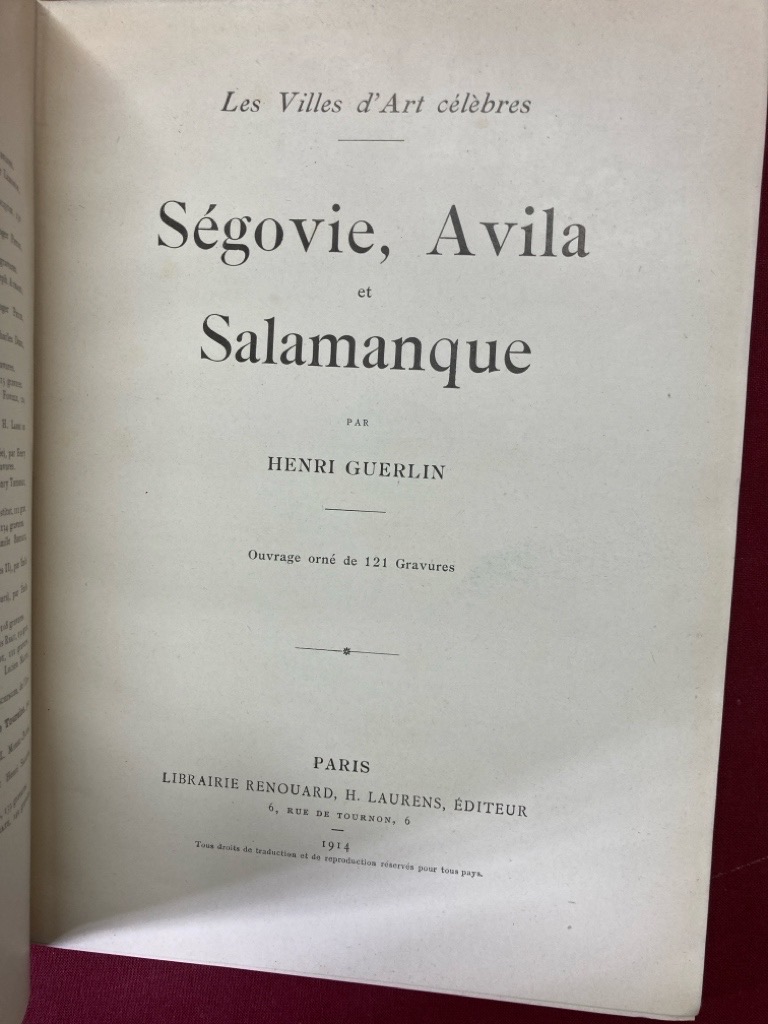 Les Villes d'Art célèbres
Ségovie, Avila
et
Salamanque
PAR
HENRI GUERLIN
Ouvrage orné de 121 Gravures
PARIS
LIBRAIRIE RENOUARD, H. LAURENS, ÉDITEUR
6, RUE DE TOURNON, 6
1914
Tous droits de traduction et de reproduction réservés pour tous pays.